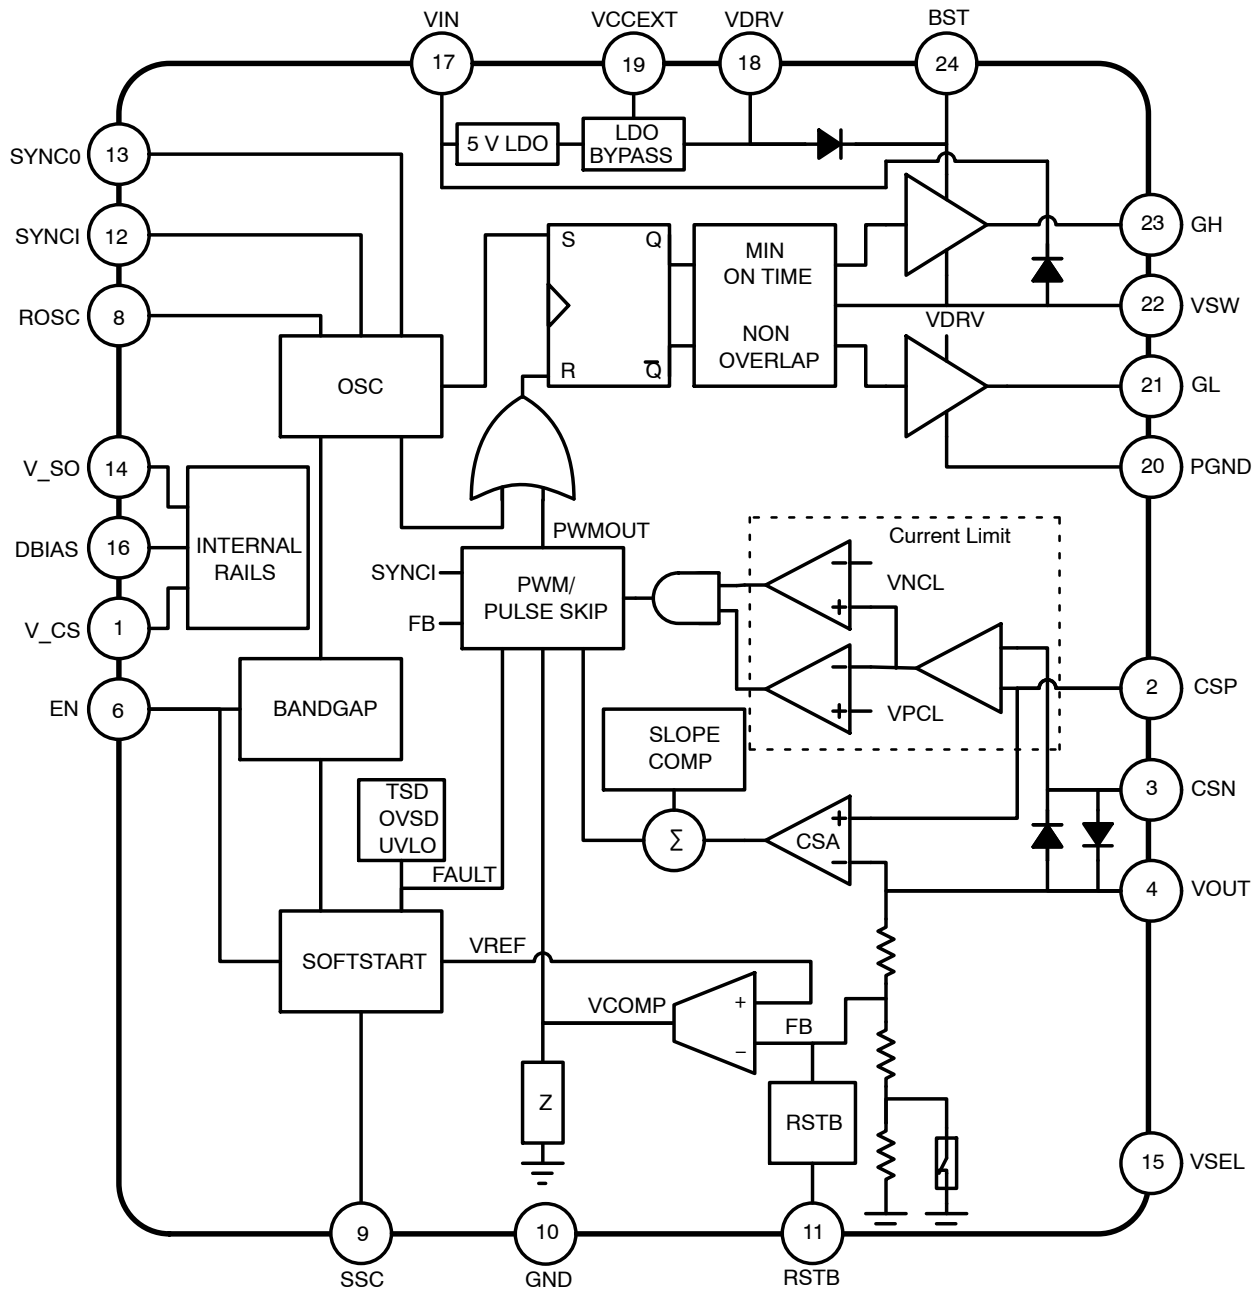 VIN
VCCEXT
VDRV
BST
17
19
18
24
5 V LDO
LDO
BYPASS
SYNC0
13
SYNCI
12
ROSC
8
S
Q
R
Q̅
MIN
ON TIME
NON
OVERLAP
23
GH
22
VSW
VDRV
21
GL
20
PGND
OSC
V_SO
14
DBIAS
16
V_CS
1
INTERNAL
RAILS
EN
6
PWMOUT
SYNCI
FB
PWM/
PULSE SKIP
Current Limit
−
VNCL
+
−
VPCL
+
2
CSP
3
CSN
4
VOUT
BANDGAP
SLOPE
COMP
TSD
OVSD
UVLO
FAULT
Σ
CSA
+
−
SOFTSTART
VREF
VCOMP
+
−
FB
Z
RSTB
15
VSEL
9
10
11
SSC
GND
RSTB